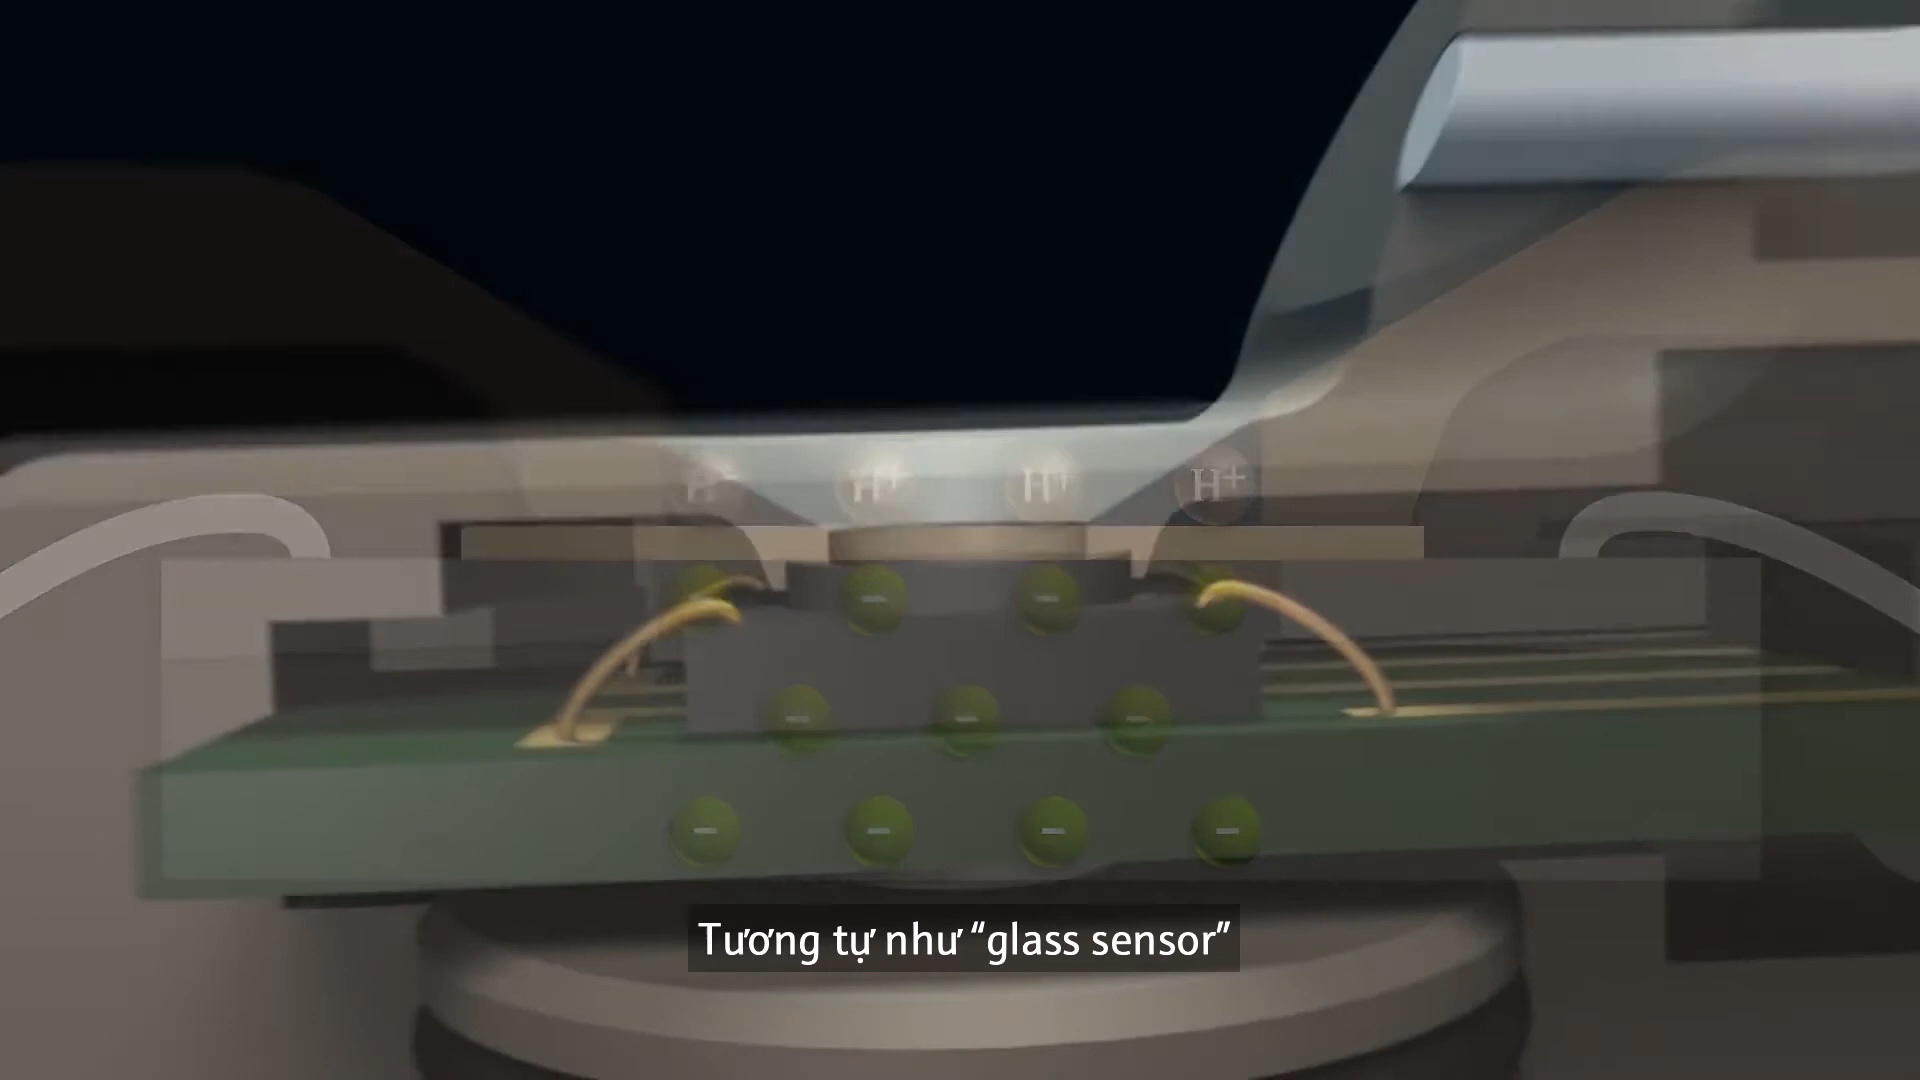 H+ H+ H+ H+
− − − −
− − −
− − − −
Tương tự như “glass sensor”